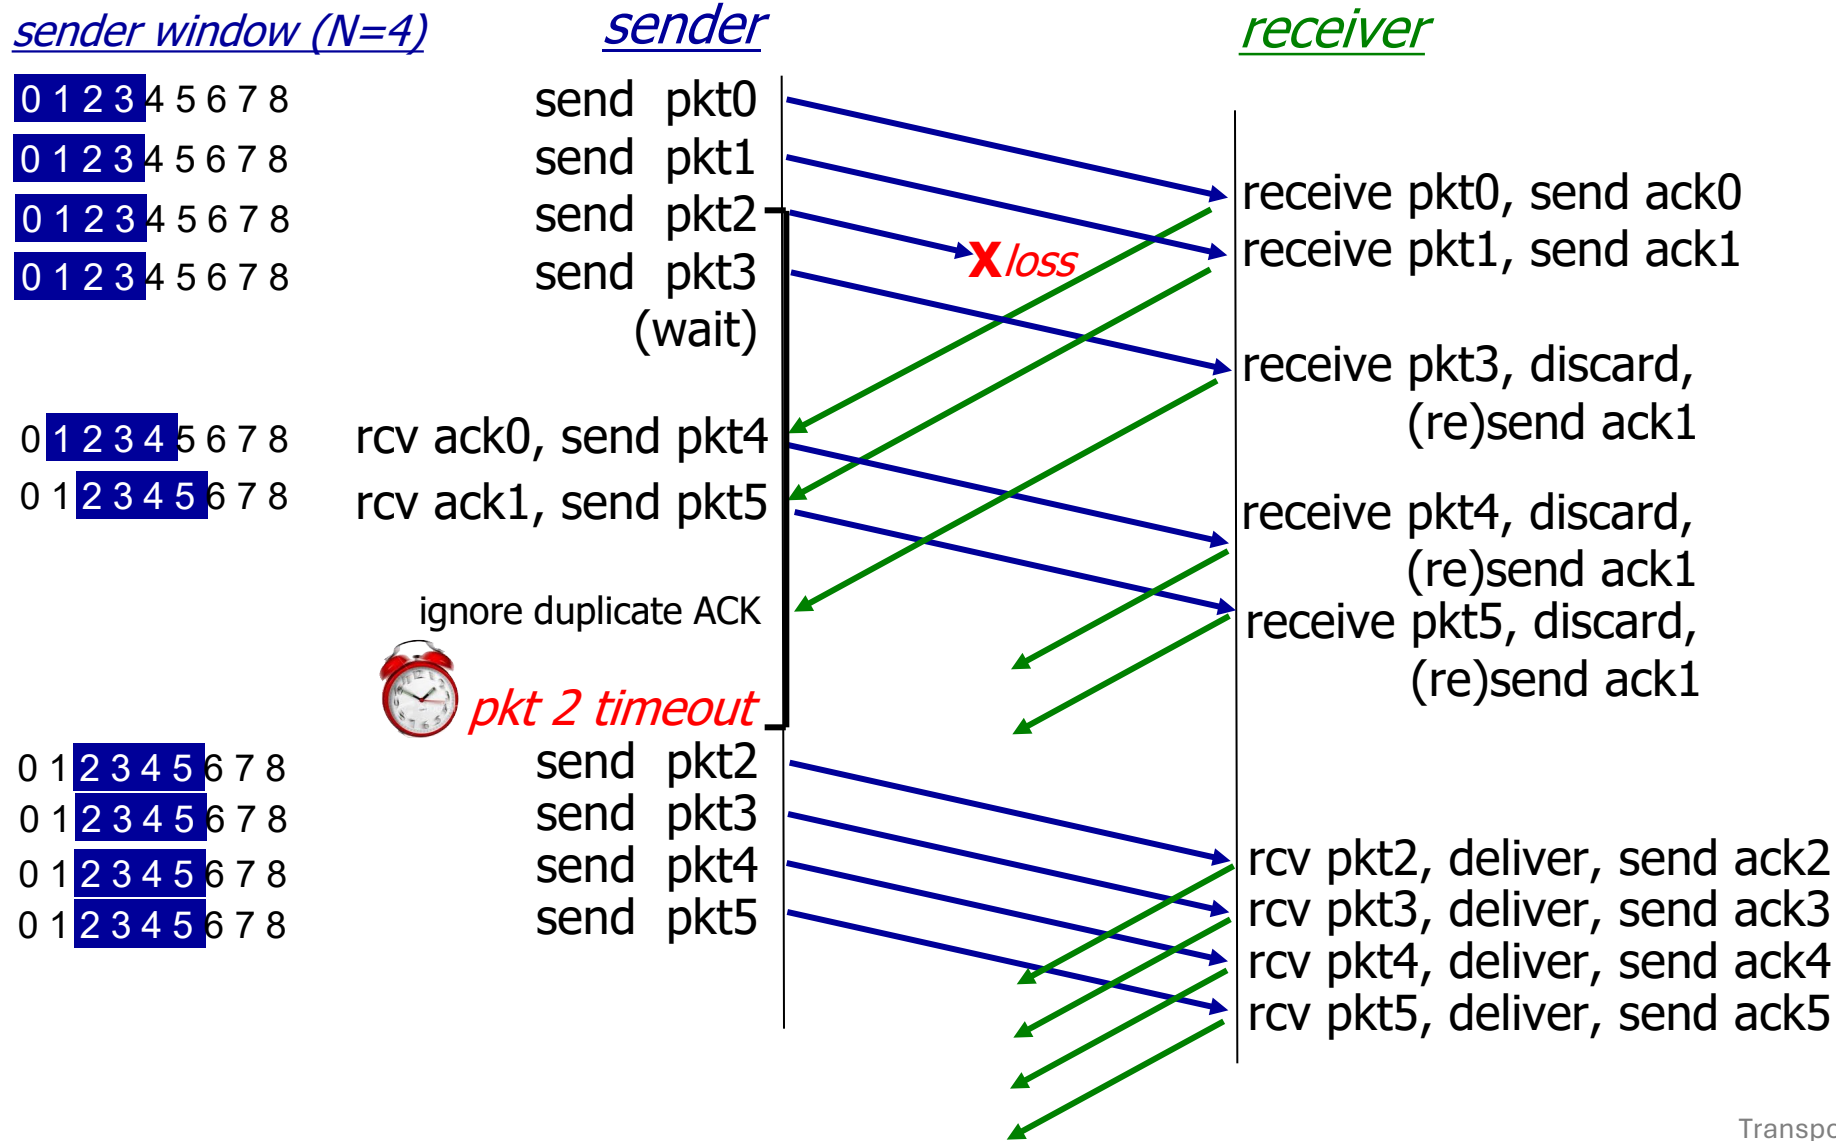 sender window (N=4)
sender
receiver
0 1 2 3 4 5 6 7 8
send pkt0
0 1 2 3 4 5 6 7 8
send pkt1
0 1 2 3 4 5 6 7 8
send pkt2
0 1 2 3 4 5 6 7 8
send pkt3
(wait)
X loss
receive pkt0, send ack0
receive pkt1, send ack1
receive pkt3, discard,
(re)send ack1
0 1 2 3 4 5 6 7 8
rcv ack0, send pkt4
0 1 2 3 4 5 6 7 8
rcv ack1, send pkt5
receive pkt4, discard,
(re)send ack1
ignore duplicate ACK
receive pkt5, discard,
(re)send ack1
pkt 2 timeout
0 1 2 3 4 5 6 7 8
send pkt2
0 1 2 3 4 5 6 7 8
send pkt3
0 1 2 3 4 5 6 7 8
send pkt4
0 1 2 3 4 5 6 7 8
send pkt5
rcv pkt2, deliver, send ack2
rcv pkt3, deliver, send ack3
rcv pkt4, deliver, send ack4
rcv pkt5, deliver, send ack5